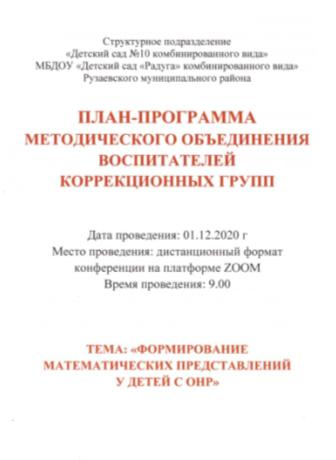 Структурное подразделение
«Детский сад №10 комбинированного вида»
МБДОУ «Детский сад «Радуга» комбинированного вида»
Рузаевского муниципального района
ПЛАН-ПРОГРАММА
МЕТОДИЧЕСКОГО ОБЪЕДИНЕНИЯ
ВОСПИТАТЕЛЕЙ
КОРРЕКЦИОННЫХ ГРУПП
Дата проведения: 01.12.2020 г
Место проведения: дистанционный формат
конференции на платформе ZOOM
Время проведения: 9.00
ТЕМА: «ФОРМИРОВАНИЕ
МАТЕМАТИЧЕСКИХ ПРЕДСТАВЛЕНИЙ
У ДЕТЕЙ С ОНР»